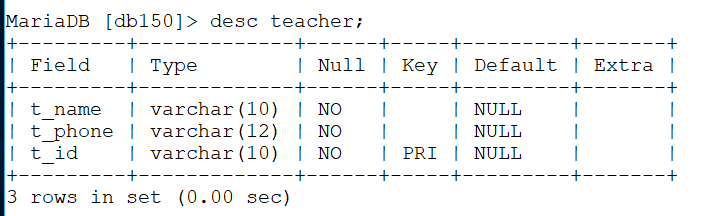 MariaDB [db150]> desc teacher;
+---------+-------------+------+-----+---------+-------+
| Field   | Type        | Null | Key | Default | Extra |
+---------+-------------+------+-----+---------+-------+
| t_name  | varchar(10) | NO   |     | NULL    |       |
| t_phone | varchar(12) | NO   |     | NULL    |       |
| t_id    | varchar(10) | NO   | PRI | NULL    |       |
+---------+-------------+------+-----+---------+-------+
3 rows in set (0.00 sec)